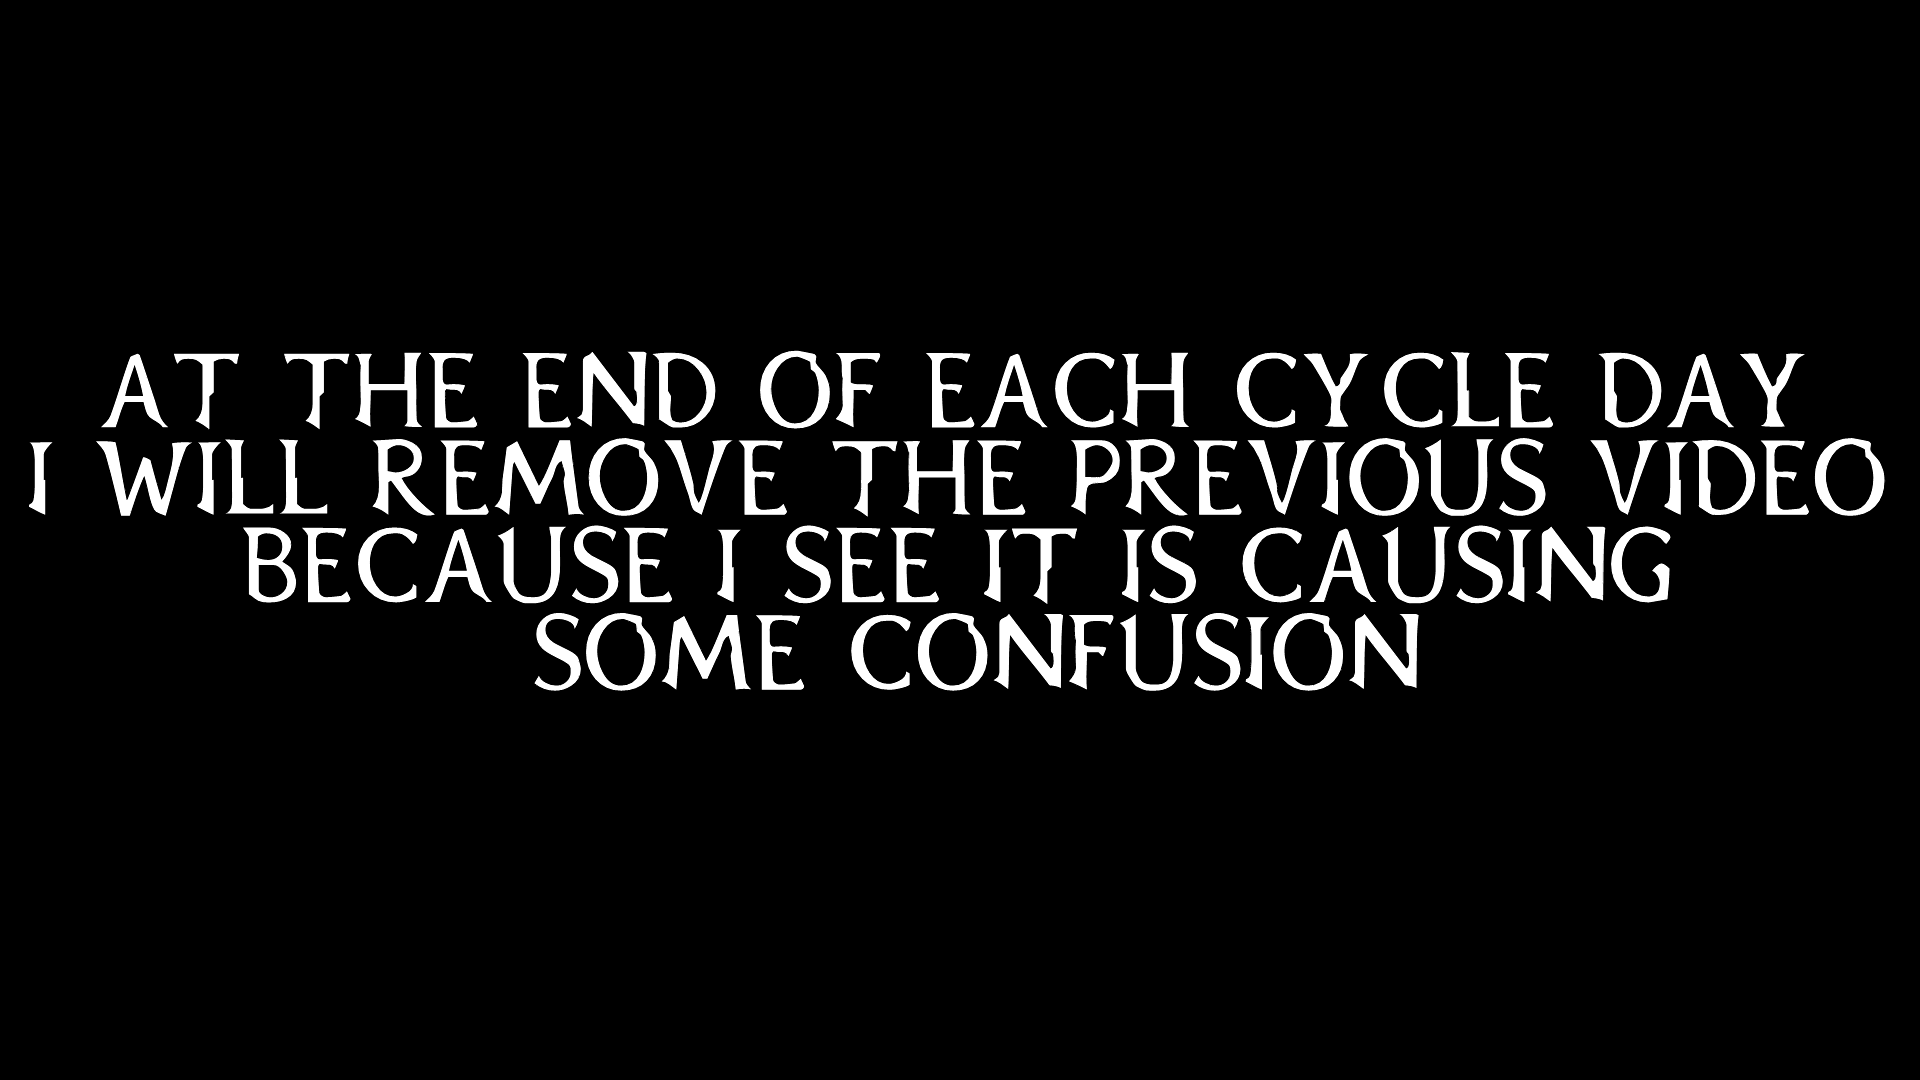 AT THE END OF EACH CYCLE DAY
I WILL REMOVE THE PREVIOUS VIDEO
BECAUSE I SEE IT IS CAUSING
SOME CONFUSION